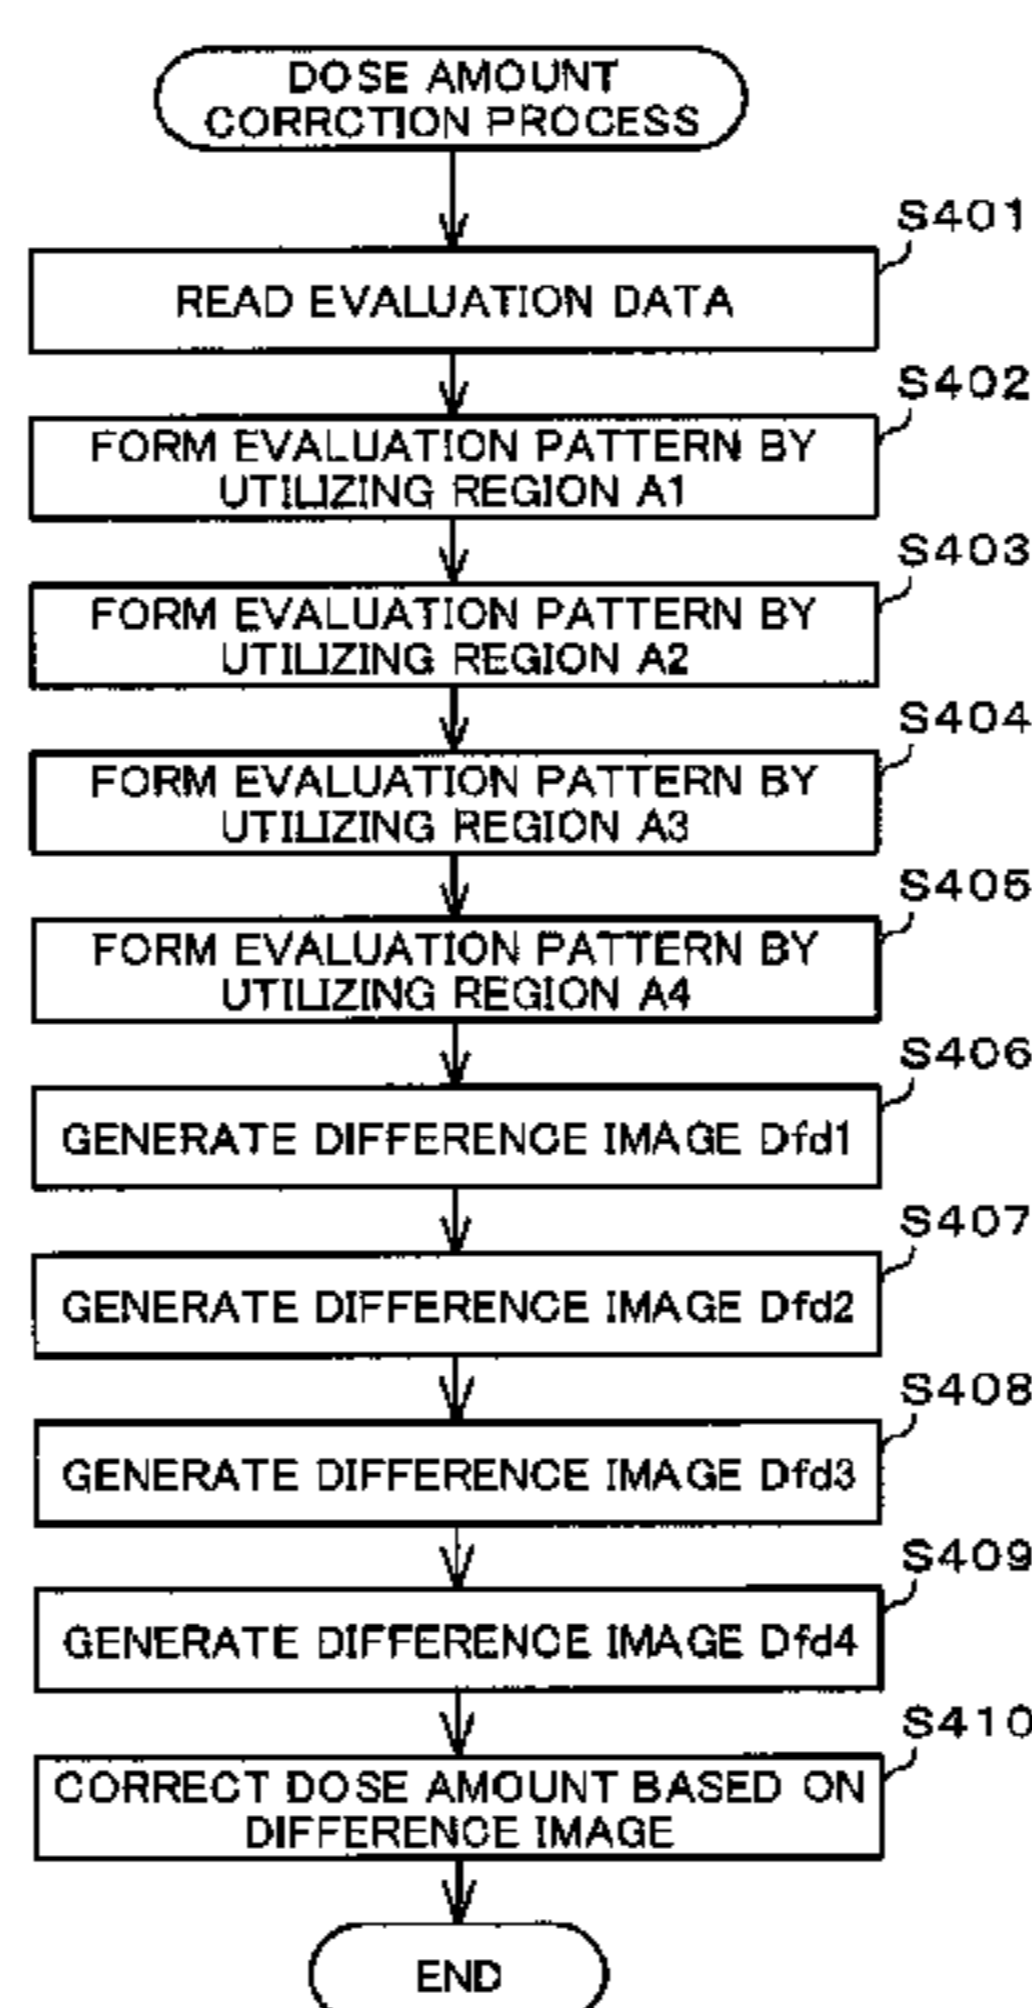 DOSE AMOUNT
CORRCTION PROCESS
S401
READ EVALUATION DATA
S402
FORM EVALUATION PATTERN BY
UTILIZING REGION A1
S403
FORM EVALUATION PATTERN BY
UTILIZING REGION A2
S404
FORM EVALUATION PATTERN BY
UTILIZING REGION A3
S405
FORM EVALUATION PATTERN BY
UTILIZING REGION A4
S406
GENERATE DIFFERENCE IMAGE Dfd1
S407
GENERATE DIFFERENCE IMAGE Dfd2
S408
GENERATE DIFFERENCE IMAGE Dfd3
S409
GENERATE DIFFERENCE IMAGE Dfd4
S410
CORRECT DOSE AMOUNT BASED ON
DIFFERENCE IMAGE
END